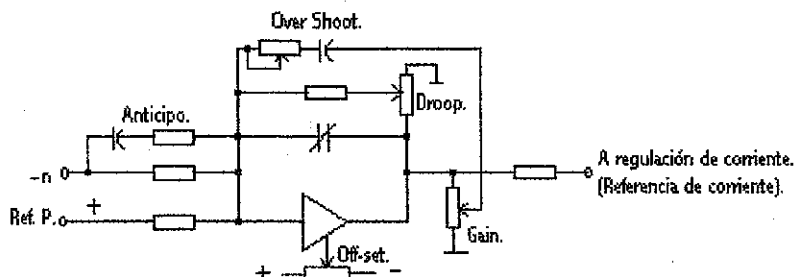 Over Shoot.
Droop.
Anticipo.
-n
A regulación de corriente.
(Referencia de corriente).
+
Ref. P.
Gain.
Off-set.
+ -